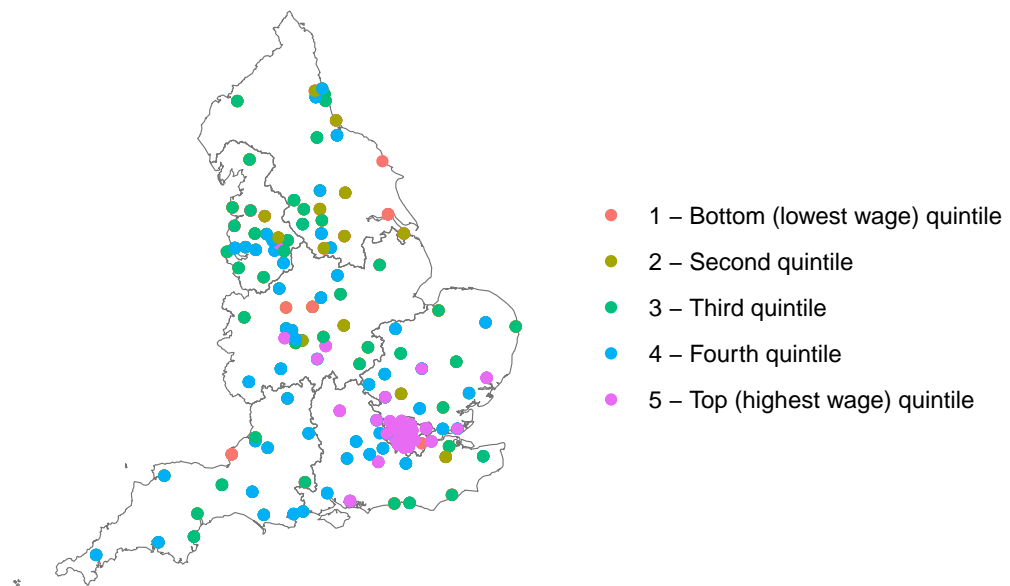 1 – Bottom (lowest wage) quintile
2 – Second quintile
3 – Third quintile
4 – Fourth quintile
5 – Top (highest wage) quintile